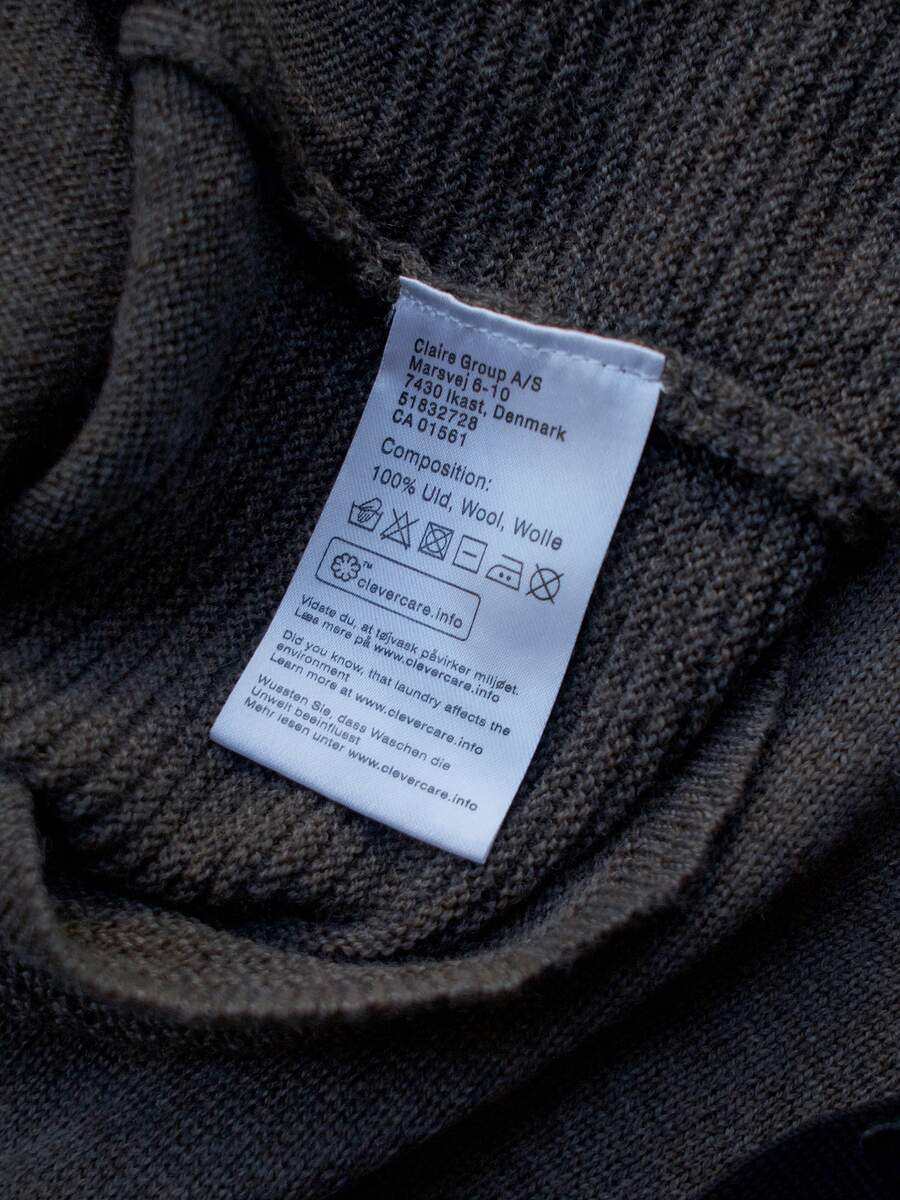 Claire Group A/S
Marsvej 6-10
7430 Ikast, Denmark
51832728
CA 01561
Composition:
100% Uld, Wool, Wolle
™
clevercare.info
Vidste du, at tøjvask påvirker miljøet.
Læs mere på www.clevercare.info
Did you know, that laundry affects the
environment
Learn more at www.clevercare.info
Wussten Sie, dass Waschen die
Umwelt beeinflusst
Mehr lesen unter www.clevercare.info